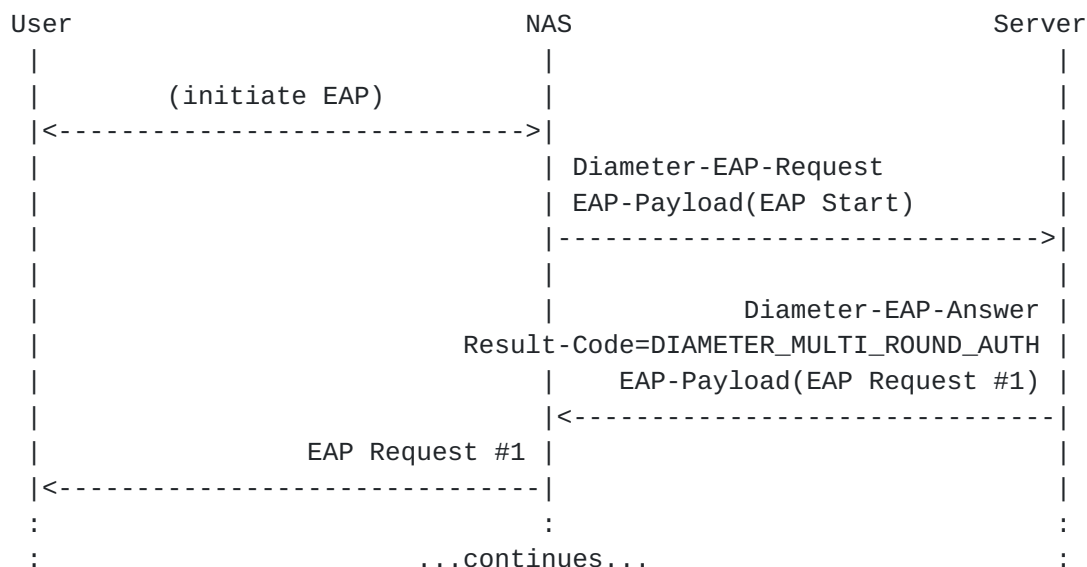 User NAS Server
(initiate EAP)
Diameter-EAP-Request
EAP-Payload(EAP Start)
Diameter-EAP-Answer
Result-Code=DIAMETER_MULTI_ROUND_AUTH
EAP-Payload(EAP Request #1)
EAP Request #1
...continues...